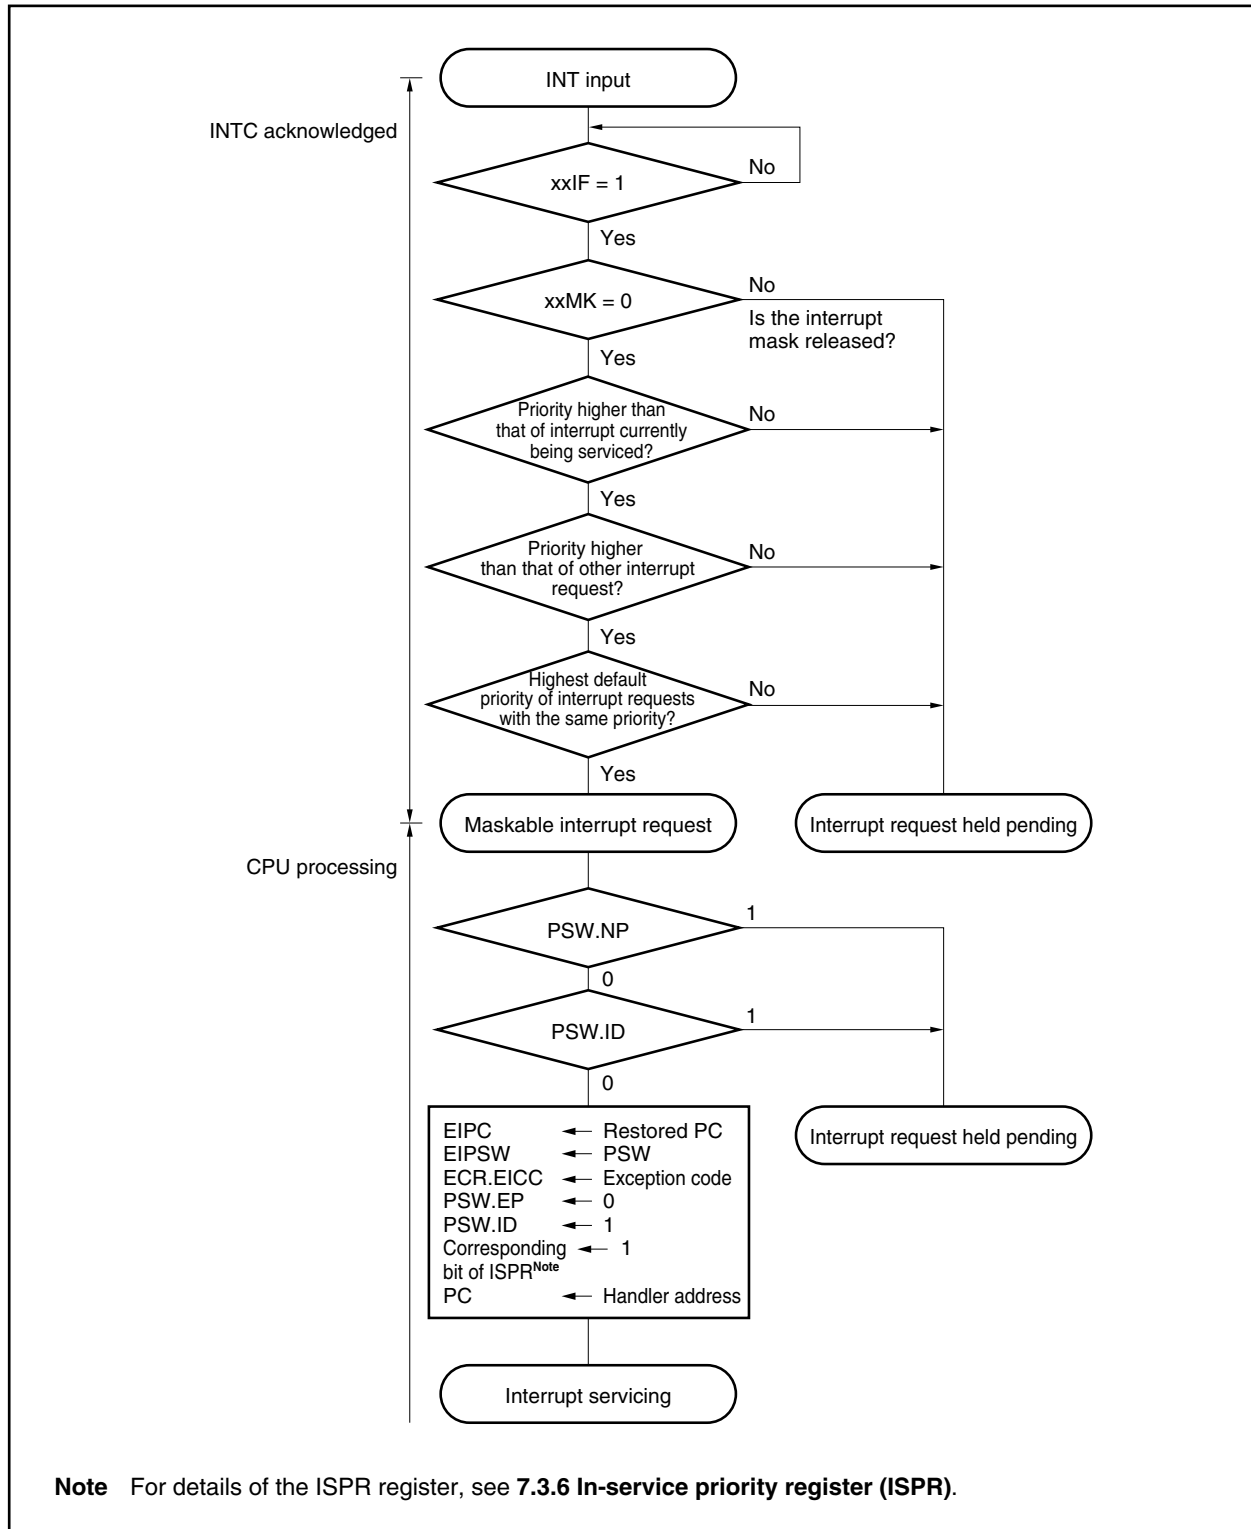 INT input
INTC acknowledged
xxIF = 1
No
Yes
xxMK = 0
No
Is the interrupt
mask released?
Yes
Priority higher than
that of interrupt currently
being serviced?
No
Yes
Priority higher
than that of other interrupt
request?
No
Yes
Highest default
priority of interrupt requests
with the same priority?
No
Yes
Maskable interrupt request
Interrupt request held pending
CPU processing
PSW.NP
1
0
PSW.ID
1
0
EIPC ← Restored PC
EIPSW ← PSW
ECR.EICC ← Exception code
PSW.EP ← 0
PSW.ID ← 1
Corresponding ← 1
bit of ISPRNote
PC ← Handler address
Interrupt request held pending
Interrupt servicing
Note For details of the ISPR register, see 7.3.6 In-service priority register (ISPR).